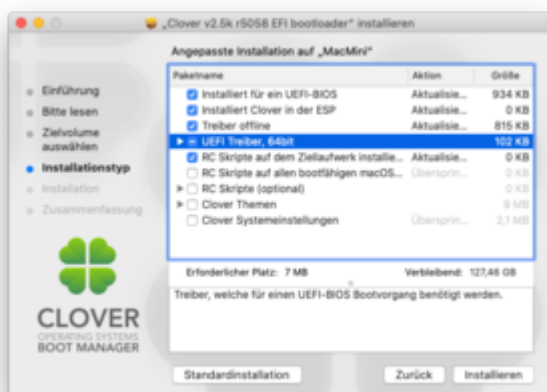 „Clover v2.5k r5058 EFI bootloader“ installieren
Angepasste Installation auf „MacMini“
Einführung
Bitte lesen
Zielvolume
auswählen
Installationstyp
Installation
Zusammenfassung
Paketname Aktion Größe
Installiert für ein UEFI-BIOS Aktualisie... 934 KB
Installiert Clover in der ESP Aktualisie... 0 KB
Treiber offline Aktualisie... 815 KB
UEFI Treiber, 64bit 102 KB
RC Skripte auf dem Ziellaufwerk installie... Aktualisie... 0 KB
RC Skripte auf allen bootfähigen macOS... Überspri­n... 0 KB
RC Skripte (optional) 0 KB
Clover Themen 9 MB
Clover Systemeinstellungen Überspri­n... 2,1 MB
Erforderlicher Platz: 7 MB Verbleibend: 127,46 GB
Treiber, welche für einen UEFI-BIOS Bootvorgang benötigt werden.
CLOVER
OPERATING SYSTEMS
BOOT MANAGER
Standardinstallation Zurück Installieren